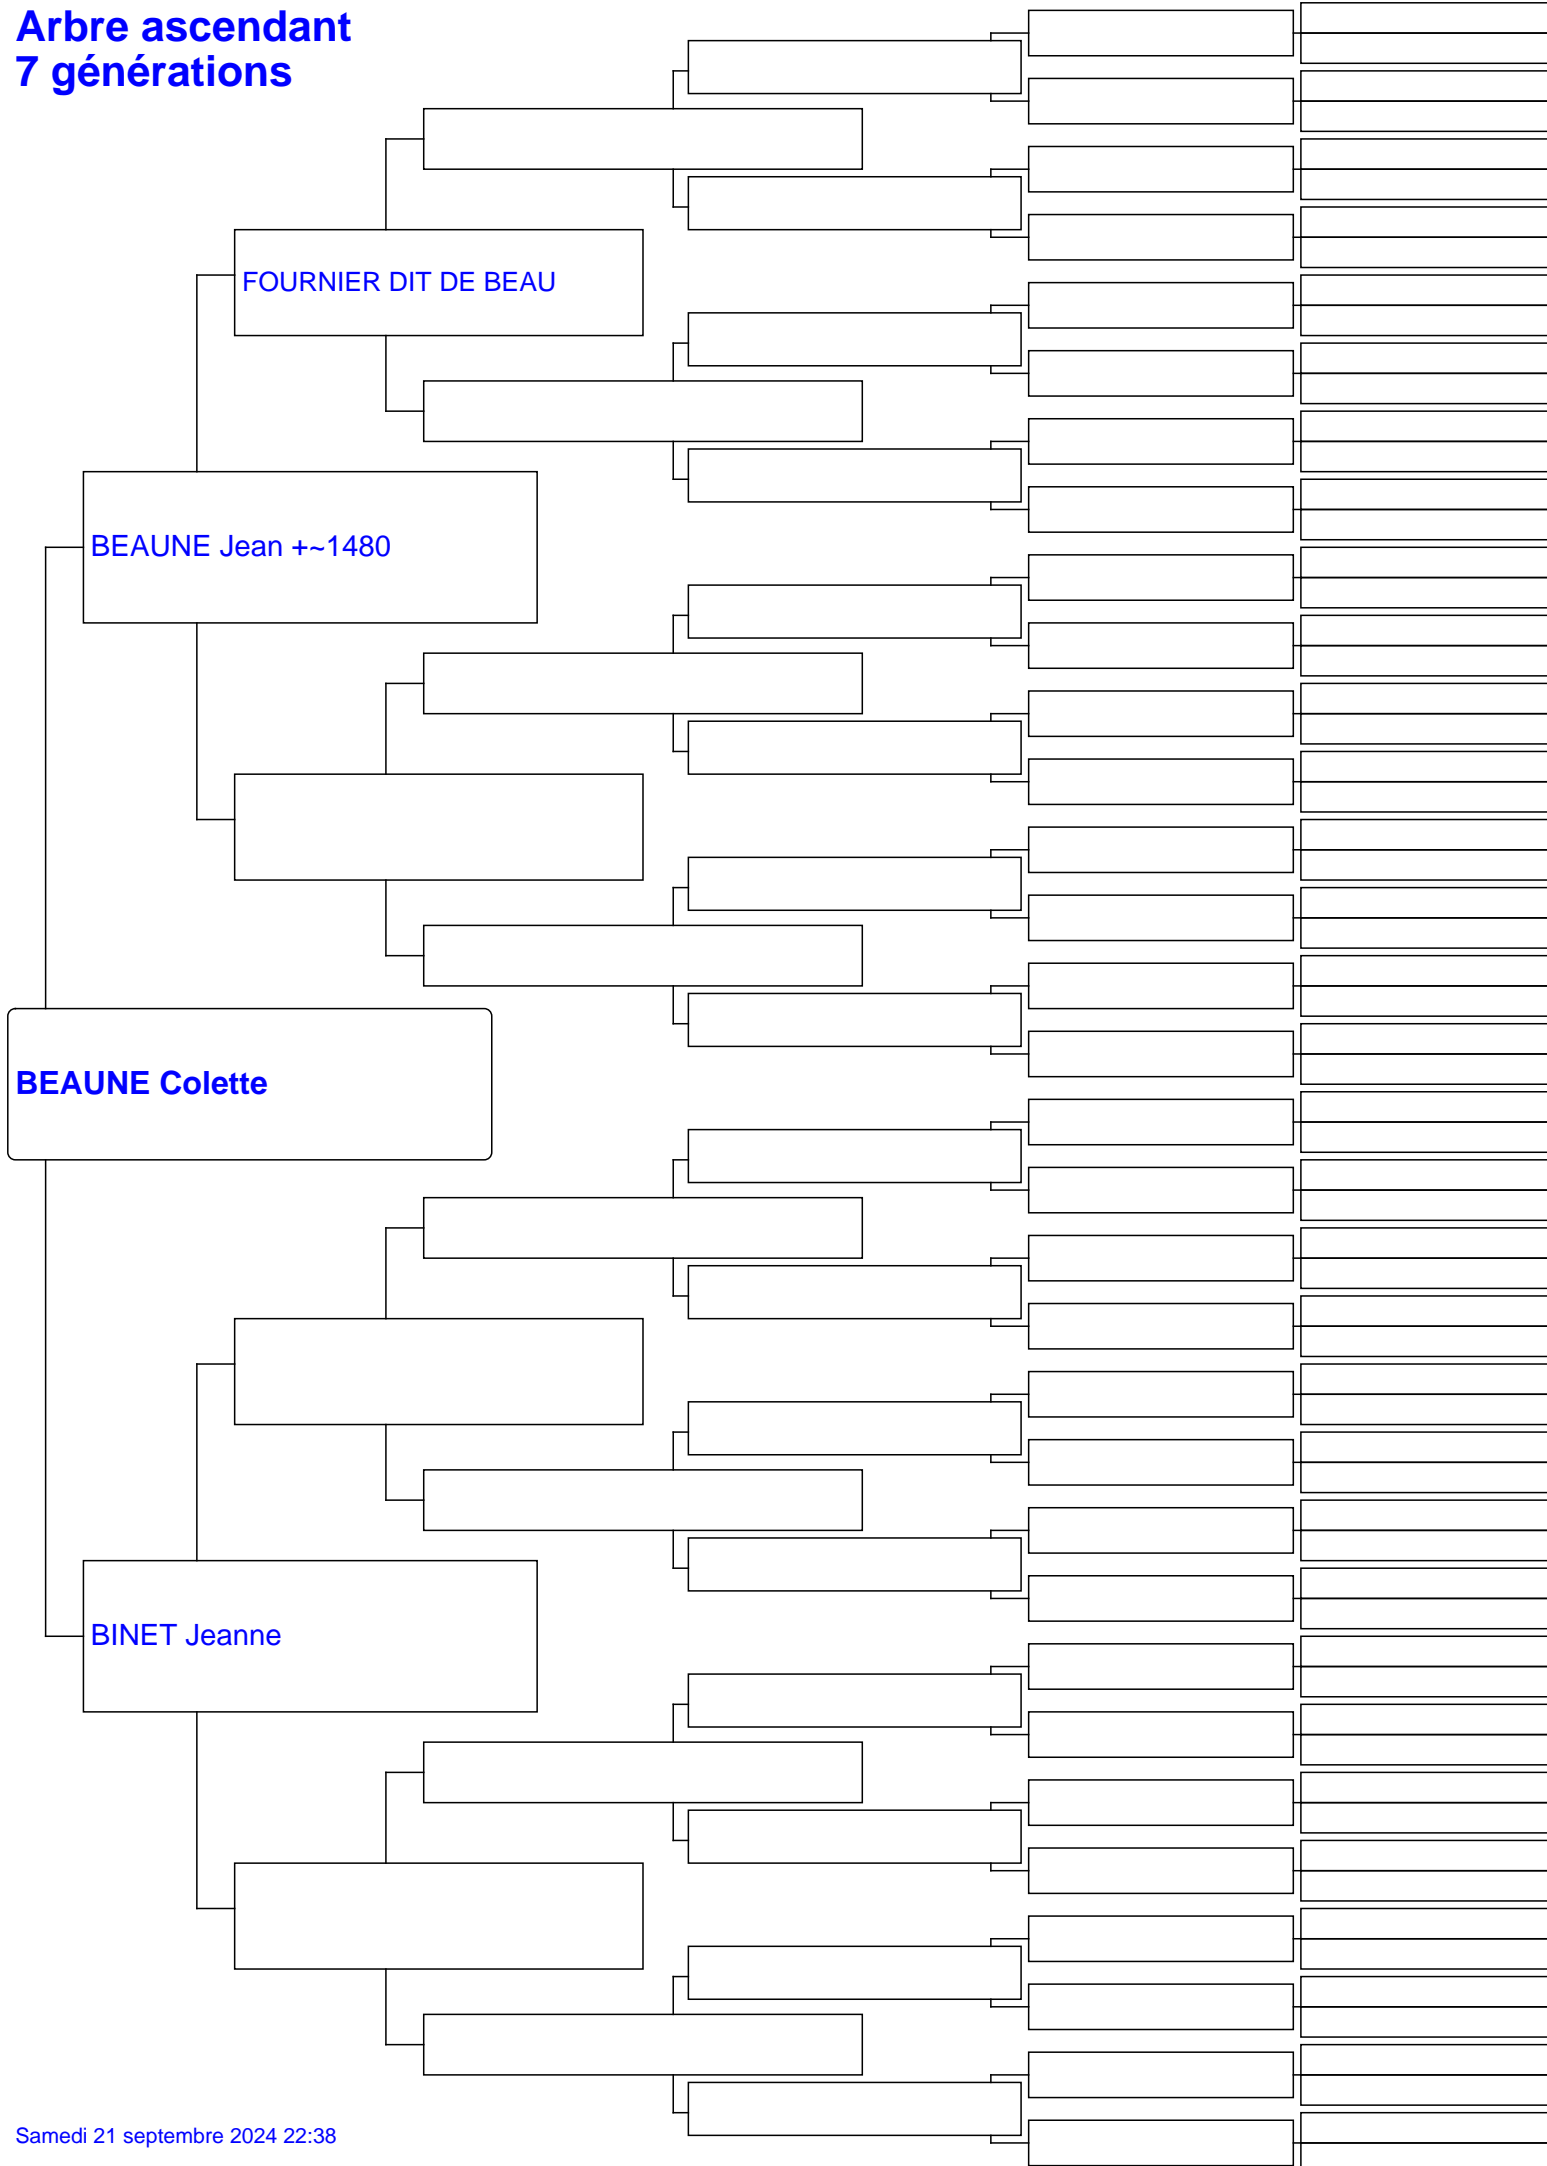 Arbre ascendant
7 générations
FOURNIER DIT DE BEAU
BEAUNE Jean +~1480
BEAUNE Colette
BINET Jeanne
Samedi 21 septembre 2024 22:38